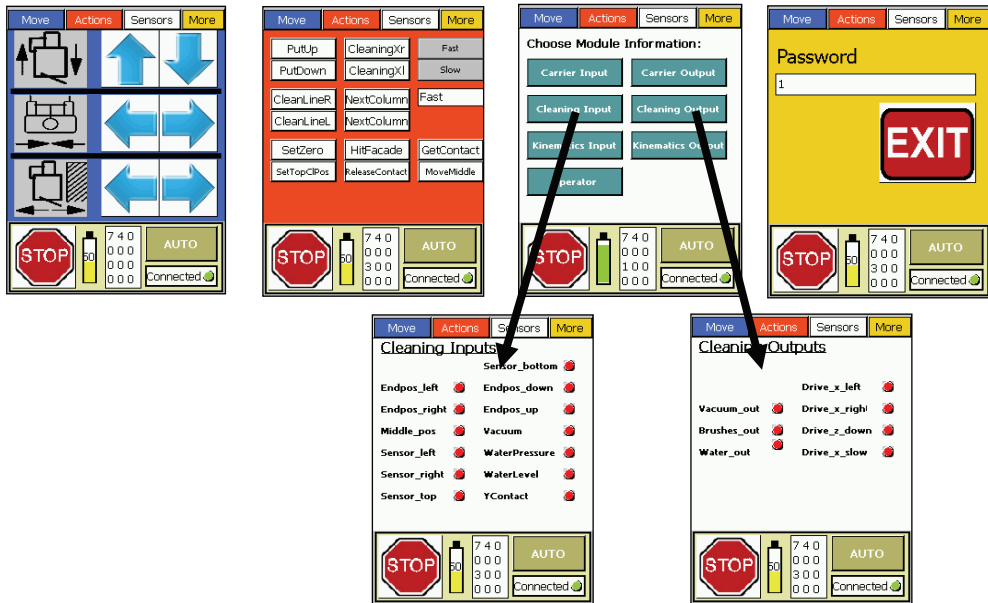 Move Actions Sensors More
60
7 4 0
0 0 0
0 0 0
0 0 0
STOP
AUTO
Connected
Move Actions Sensors More
PutUp CleaningXr Fast
PutDown CleaningXl Slow
CleanLineR NextColumn Fast
CleanLineL NextColumn
SetZero HitFacade GetContact
SetTopClPos ReleaseContact MoveMiddle
STOP
60
7 4 0
0 0 0
3 0 0
0 0 0
AUTO
Connected
Move Actions Sensors More
Choose Module Information:
Carrier Input Carrier Output
Cleaning Input Cleaning Output
Kinematics Input Kinematics Output
perator
STOP
7 4 0
0 0 0
1 0 0
0 0 0
AUTO
Connected
Move Actions Sensors More
Password
1
EXIT
STOP
60
7 4 0
0 0 0
3 0 0
0 0 0
AUTO
Connected
Move Actions Sensors More
Cleaning Inputs
Sensor_bottom
Endpos_left Endpos_down
Endpos_right Endpos_up
Middle_pos Vacuum
Sensor_left WaterPressure
Sensor_right WaterLevel
Sensor_top YContact
STOP
60
7 4 0
0 0 0
3 0 0
0 0 0
AUTO
Connected
Move Actions Sensors More
Cleaning Outputs
Drive_x_left
Vacuum_out Drive_x_right
Brushes_out Drive_z_down
Water_out Drive_x_slow
STOP
60
7 4 0
0 0 0
3 0 0
0 0 0
AUTO
Connected